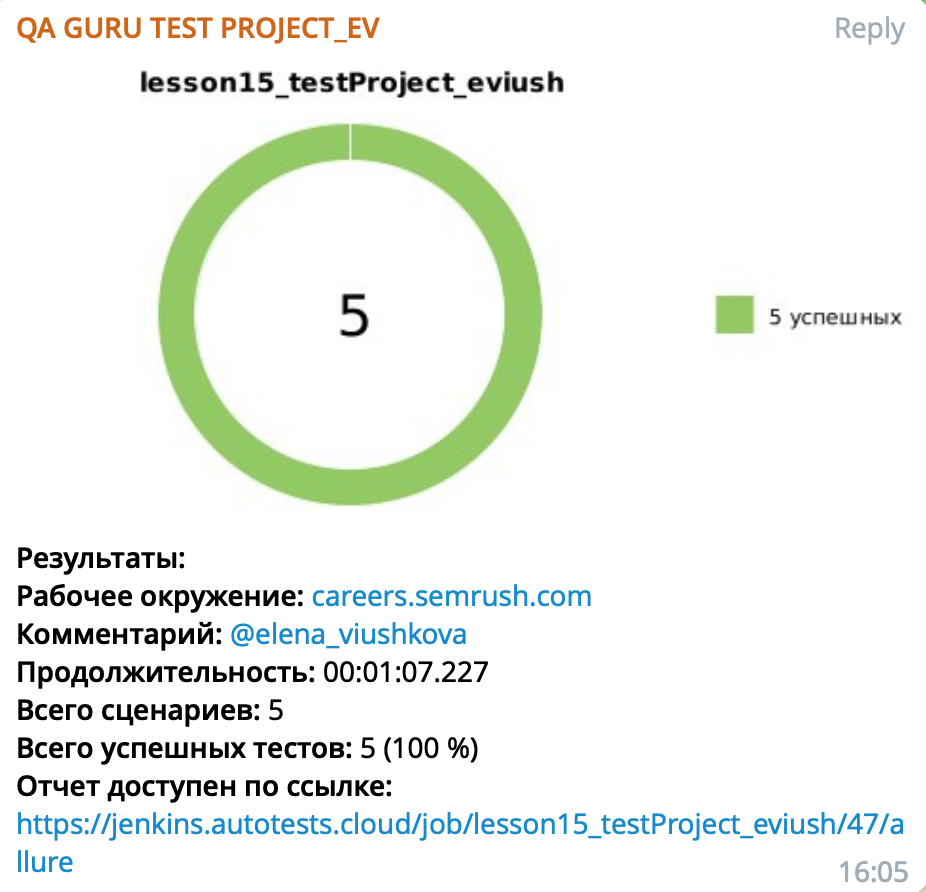 QA GURU TEST PROJECT_EV
Reply
lesson15_testProject_eviush
5
5 успешных
Результаты:
Рабочее окружение: careers.semrush.com
Комментарий: @elena_viushkova
Продолжительность: 00:01:07.227
Всего сценариев: 5
Всего успешных тестов: 5 (100 %)
Отчет доступен по ссылке:
https://jenkins.autotests.cloud/job/lesson15_testProject_eviush/47/a
llure
16:05